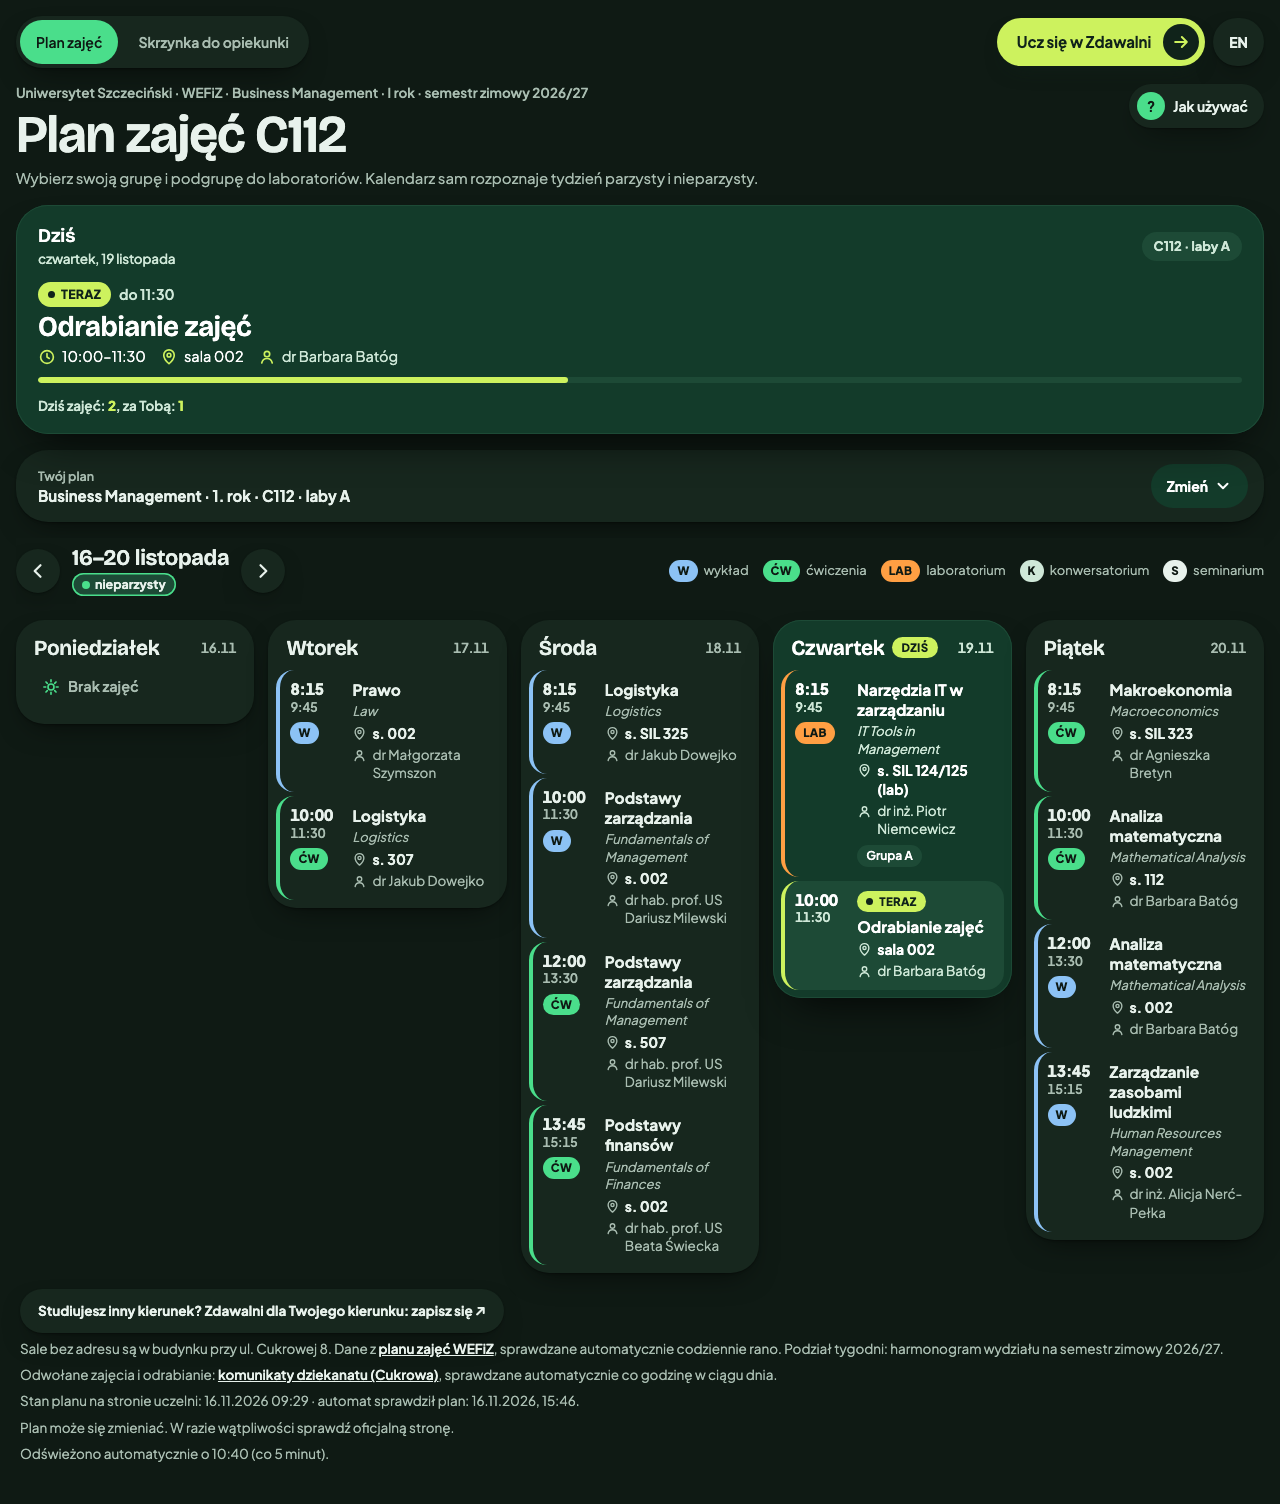 Plan zajęć
Skrzynka do opiekunki
Ucz się w Zdawalni
EN
Uniwersytet Szczeciński · WEFiZ · Business Management · I rok · semestr zimowy 2026/27
Plan zajęć C112
? Jak używać
Wybierz swoją grupę i podgrupę do laboratoriów. Kalendarz sam rozpoznaje tydzień parzysty i nieparzysty.
Dziś
czwartek, 19 listopada
C112 · laby A
TERAZ do 11:30
Odrabianie zajęć
10:00–11:30 sala 002 dr Barbara Batóg
Dziś zajęć: 2, za Tobą: 1
Twój plan
Business Management · 1. rok · C112 · laby A
Zmień
16–20 listopada
nieparzysty
W wykład ĆW ćwiczenia LAB laboratorium K konwersatorium S seminarium
Poniedziałek 16.11
Brak zajęć
Wtorek 17.11
8:15
9:45
W
Prawo
Law
s. 002
dr Małgorzata
Szymszon
10:00
11:30
ĆW
Logistyka
Logistics
s. 307
dr Jakub Dowejko
Środa 18.11
8:15
9:45
W
Logistyka
Logistics
s. SIL 325
dr Jakub Dowejko
10:00
11:30
W
Podstawy
zarządzania
Fundamentals of
Management
s. 002
dr hab. prof. US
Dariusz Milewski
12:00
13:30
ĆW
Podstawy
zarządzania
Fundamentals of
Management
s. 507
dr hab. prof. US
Dariusz Milewski
13:45
15:15
ĆW
Podstawy
finansów
Fundamentals of
Finances
s. 002
dr hab. prof. US
Beata Świecka
Czwartek DZIŚ 19.11
8:15
9:45
LAB
Narzędzia IT w
zarządzaniu
IT Tools in
Management
s. SIL 124/125
(lab)
dr inż. Piotr
Niemcewicz
Grupa A
10:00
11:30
TERAZ
Odrabianie zajęć
sala 002
dr Barbara Batóg
Piątek 20.11
8:15
9:45
ĆW
Makroekonomia
Macroeconomics
s. SIL 323
dr Agnieszka
Bretyn
10:00
11:30
ĆW
Analiza
matematyczna
Mathematical Analysis
s. 112
dr Barbara Batóg
12:00
13:30
W
Analiza
matematyczna
Mathematical Analysis
s. 002
dr Barbara Batóg
13:45
15:15
W
Zarządzanie
zasobami
ludzkimi
Human Resources
Management
s. 002
dr inż. Alicja Nerć-
Pełka
Studiujesz inny kierunek? Zdawalni dla Twojego kierunku: zapisz się ↗
Sale bez adresu są w budynku przy ul. Cukrowej 8. Dane z planu zajęć WEFiZ, sprawdzane automatycznie codziennie rano. Podział tygodni: harmonogram wydziału na semestr zimowy 2026/27.
Odwołane zajęcia i odrabianie: komunikaty dziekanatu (Cukrowa), sprawdzane automatycznie co godzinę w ciągu dnia.
Stan planu na stronie uczelni: 16.11.2026 09:29 · automat sprawdził plan: 16.11.2026, 15:46.
Plan może się zmieniać. W razie wątpliwości sprawdź oficjalną stronę.
Odświeżono automatycznie o 10:40 (co 5 minut).